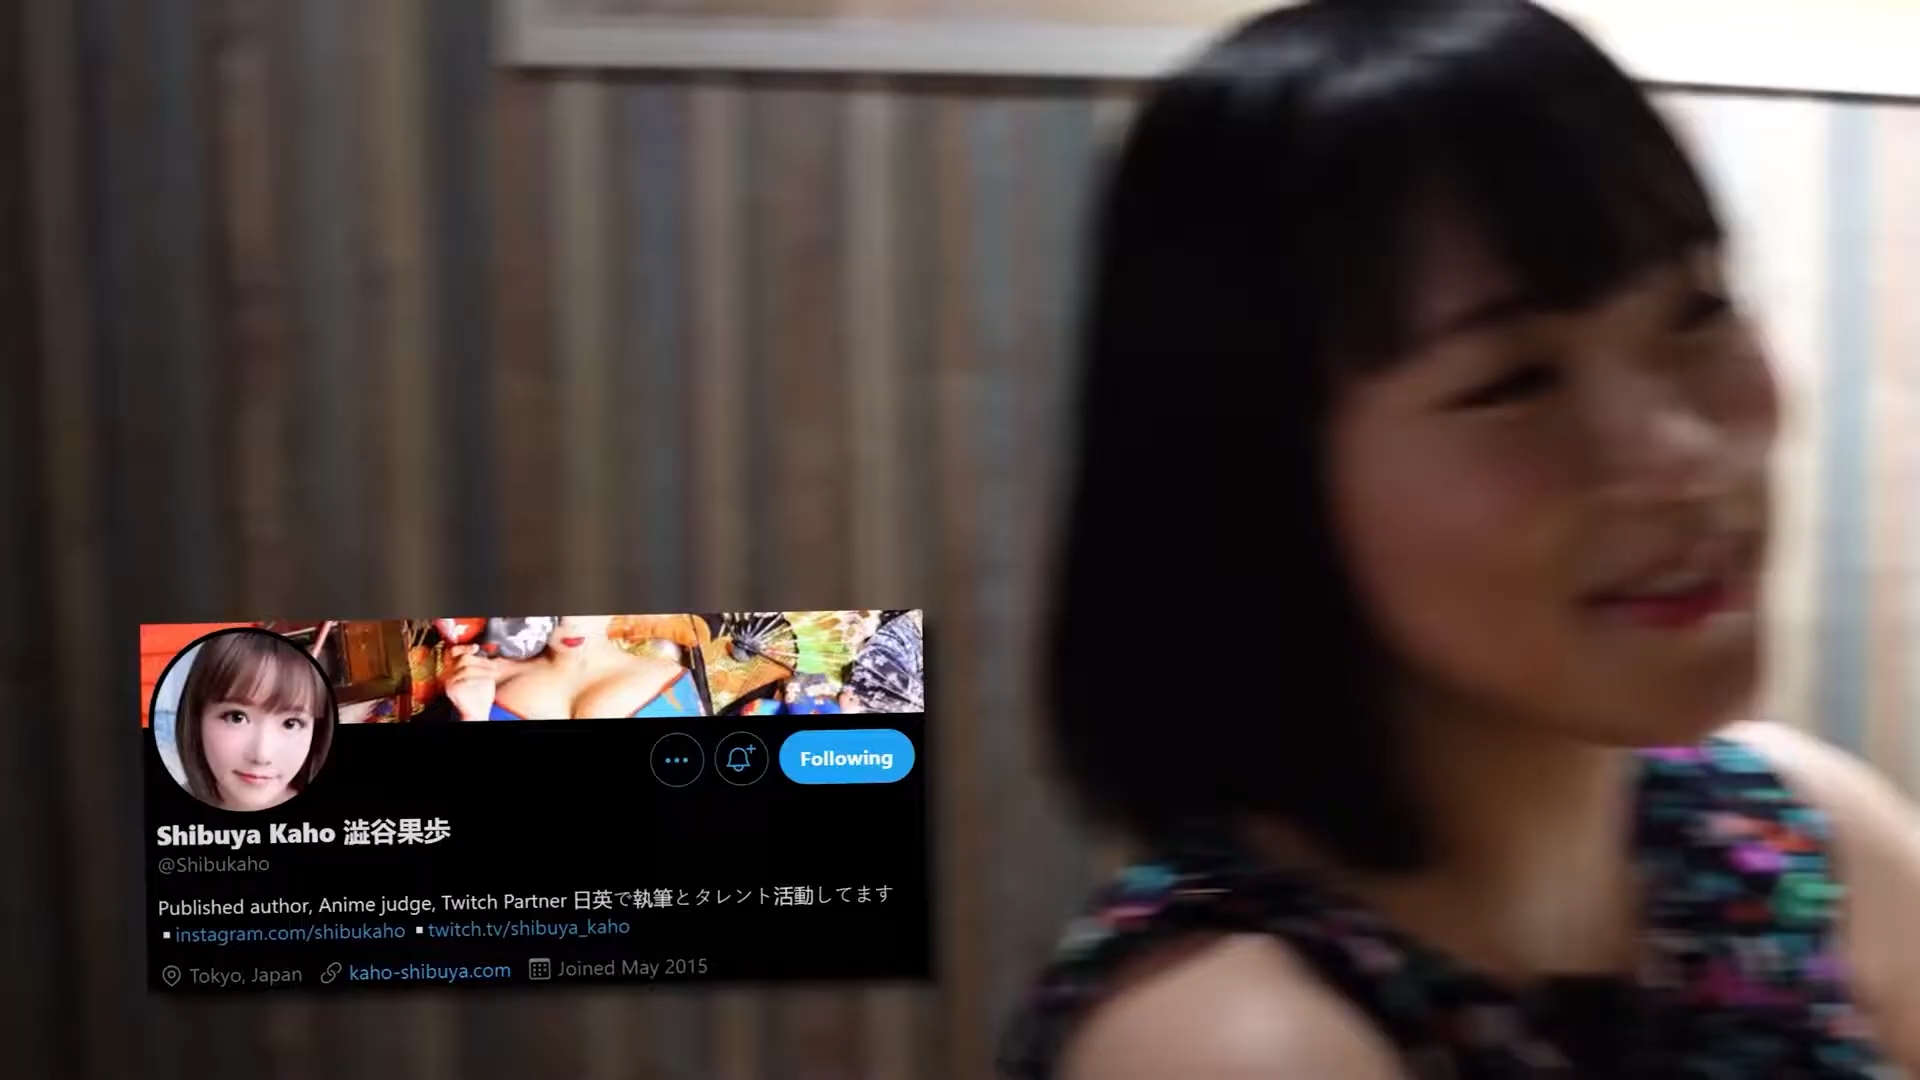 Following
Shibuya Kaho 澁谷果歩
@Shibukaho
Published author, Anime judge, Twitch Partner 日英で執筆とタレント活動してます
▪instagram.com/shibukaho ▪twitch.tv/shibuya_kaho
Tokyo, Japan kaho-shibuya.com Joined May 2015